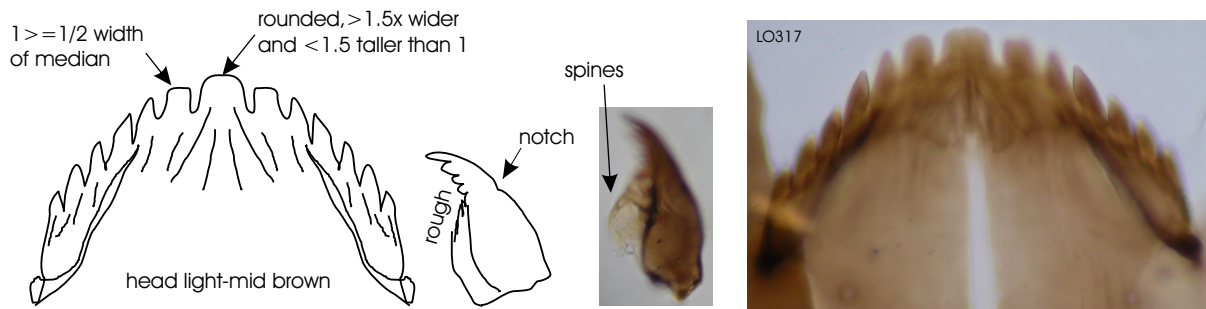 1>=1/2 width
of median
rounded,>1.5x wider
and <1.5 taller than 1
spines
notch
rough
head light-mid brown
LO317